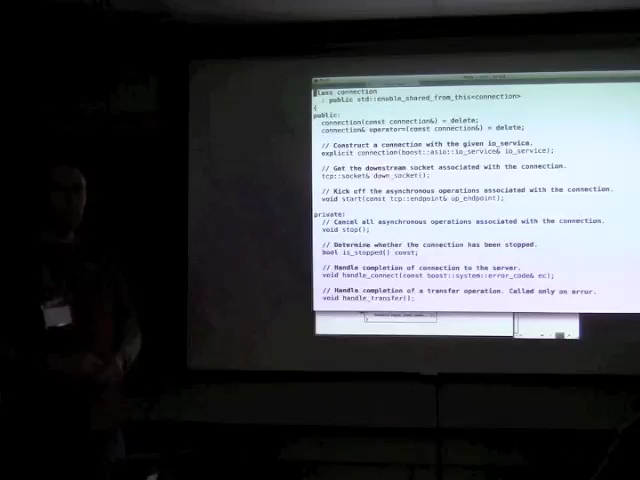 class connection
: public std::enable_shared_from_this<connection>
{
public:
connection(const connection&) = delete;
connection& operator=(const connection&) = delete;
// Construct a connection with the given io_service.
explicit connection(boost::asio::io_service& io_service);
// Get the downstream socket associated with the connection.
tcp::socket& down_socket();
// Kick off the asynchronous operations associated with the connection.
void start(const tcp::endpoint& up_endpoint);
private:
// Cancel all asynchronous operations associated with the connection.
void stop();
// Determine whether the connection has been stopped.
bool is_stopped() const;
// Handle completion of connection to the server.
void handle_connect(const boost::system::error_code& ec);
// Handle completion of a transfer operation. Called only on error.
void handle_transfer();